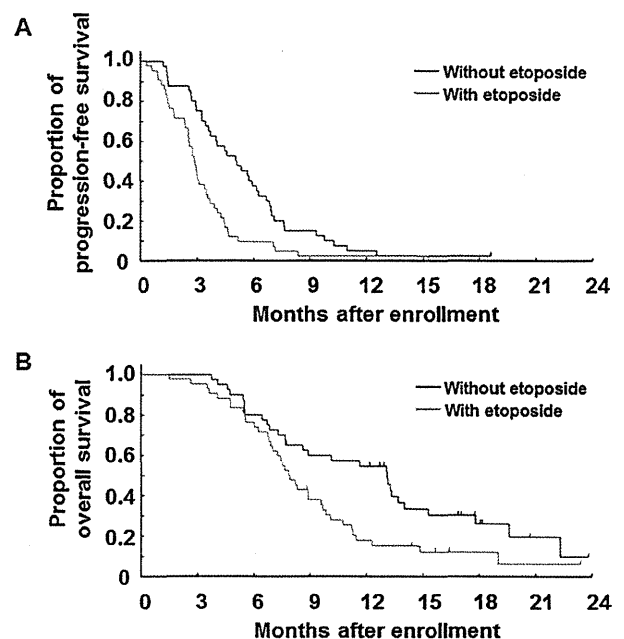 A
Proportion of
progression-free survival
1.0
0.8
0.6
0.4
0.2
0
Without etoposide
With etoposide
0 3 6 9 12 15 18 21 24
Months after enrollment
B
Proportion of
overall survival
1.0
0.8
0.6
0.4
0.2
0
Without etoposide
With etoposide
0 3 6 9 12 15 18 21 24
Months after enrollment